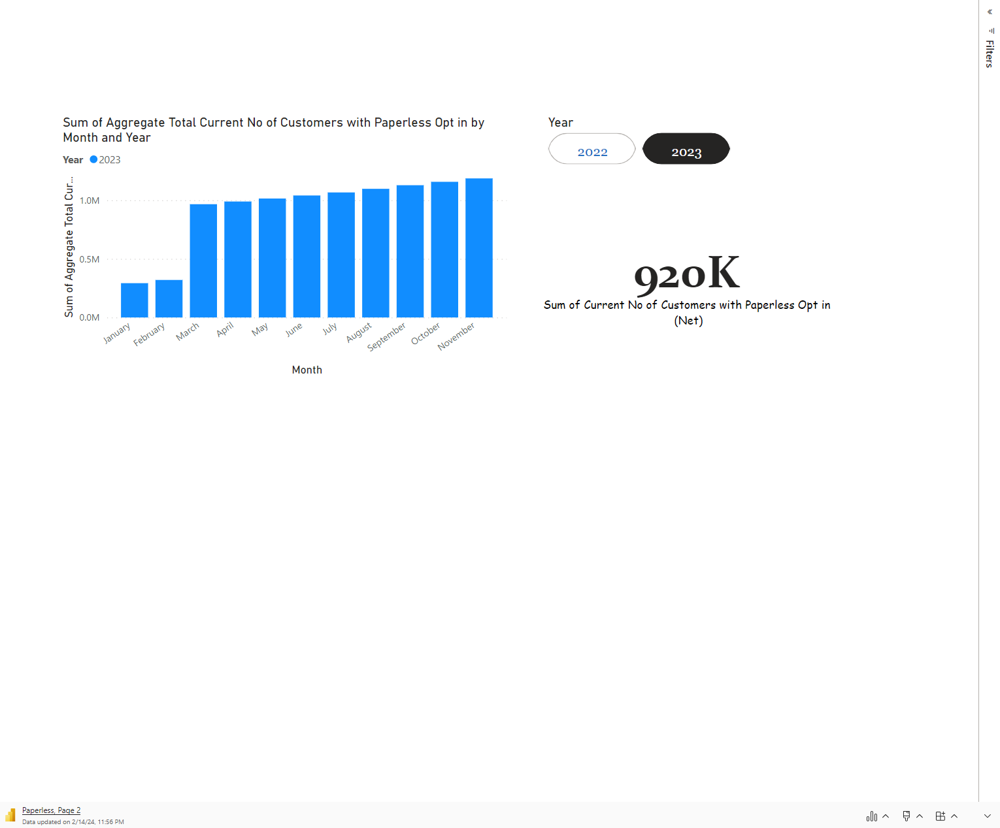 Filters
Sum of Aggregate Total Current No of Customers with Paperless Opt in by
Month and Year
Year 2023
Sum of Aggregate Total Cur...
1.0M
0.5M
0.0M
January
February
March
April
May
June
July
August
September
October
November
Month
Year
2022
2023
920K
Sum of Current No of Customers with Paperless Opt in
(Net)
Paperless, Page 2
Data updated on 2/14/24, 11:56 PM